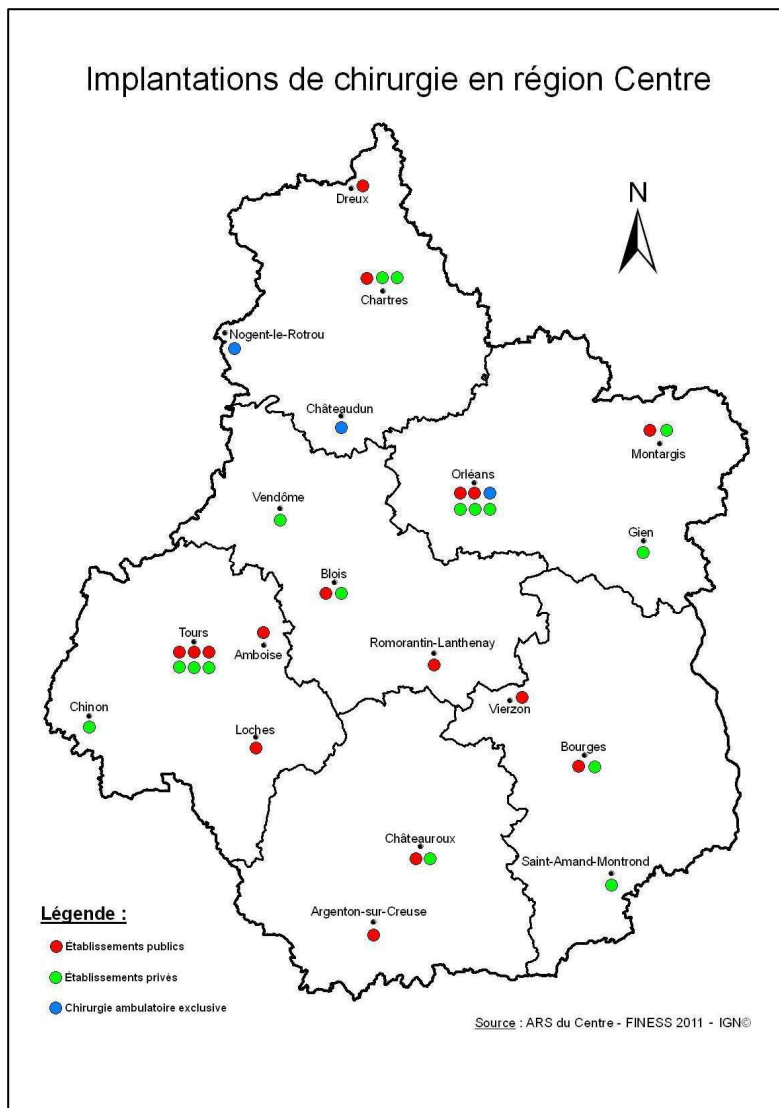 Implantations de chirurgie en région Centre
N
Dreux
Chartres
Nogent-le-Rotrou
Châteaudun
Montargis
Orléans
Vendôme
Gien
Blois
Tours
Amboise
Romorantin-Lanthenay
Chinon
Vierzon
Loches
Bourges
Châteauroux
Saint-Amand-Montrond
Argenton-sur-Creuse
Légende :
Établissements publics
Établissements privés
Chirurgie ambulatoire exclusive
Source : ARS du Centre - FINESS 2011 - IGN©